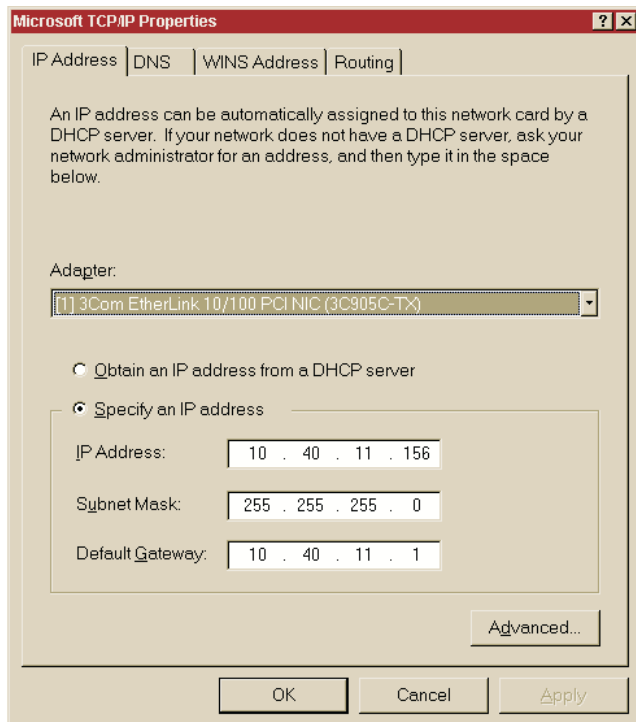 Microsoft TCP/IP Properties
IP Address DNS WINS Address Routing
An IP address can be automatically assigned to this network card by a
DHCP server. If your network does not have a DHCP server, ask your
network administrator for an address, and then type it in the space
below.
Adapter:
[1] 3Com EtherLink 10/100 PCI NIC (3C905C-TX)
Obtain an IP address from a DHCP server
Specify an IP address
IP Address: 10 . 40 . 11 . 156
Subnet Mask: 255 . 255 . 255 . 0
Default Gateway: 10 . 40 . 11 . 1
Advanced...
OK Cancel Apply